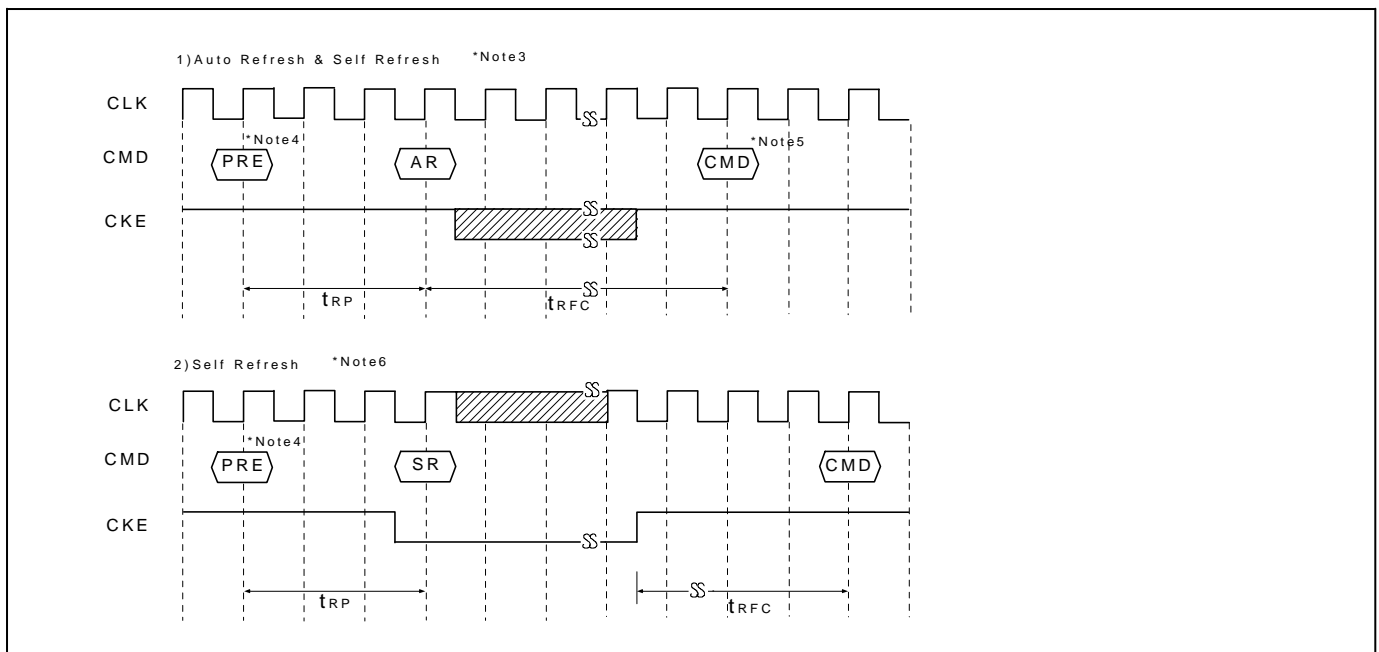 1)Auto Refresh & Self Refresh *Note3
CLK
*Note4 *Note5
CMD PRE AR CMD
CKE
tRP tRFC
2)Self Refresh *Note6
CLK
*Note4
CMD PRE SR CMD
CKE
tRP tRFC